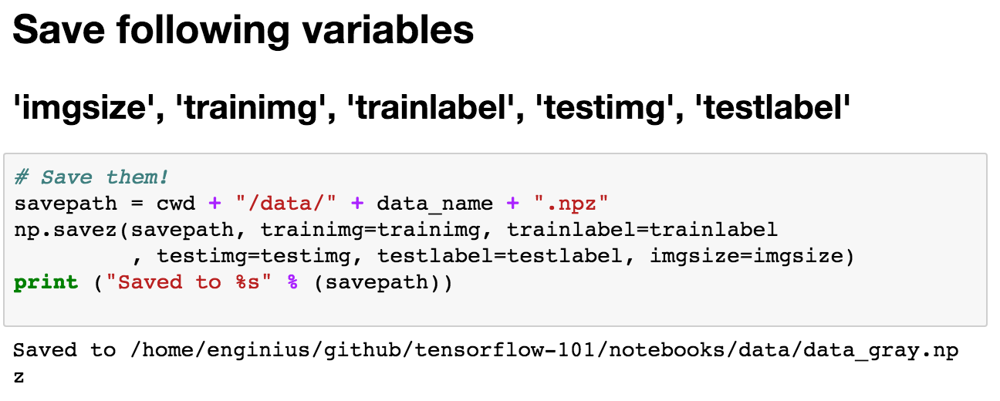 Save following variables
'imgsize', 'trainimg', 'trainlabel', 'testimg', 'testlabel'
# Save them!
savepath = cwd + "/data/" + data_name + ".npz"
np.savez(savepath, trainimg=trainimg, trainlabel=trainlabel
, testimg=testimg, testlabel=testlabel, imgsize=imgsize)
print ("Saved to %s" % (savepath))
Saved to /home/enginius/github/tensorflow-101/notebooks/data/data_gray.np
z